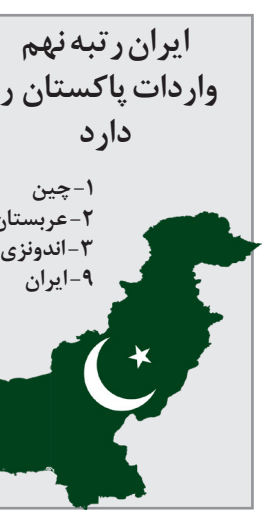 ایران رتبه نهم
واردات پاکستان ر
دارد
۱-چین
۲-عربستان
۳-اندونزی
۹-ایران